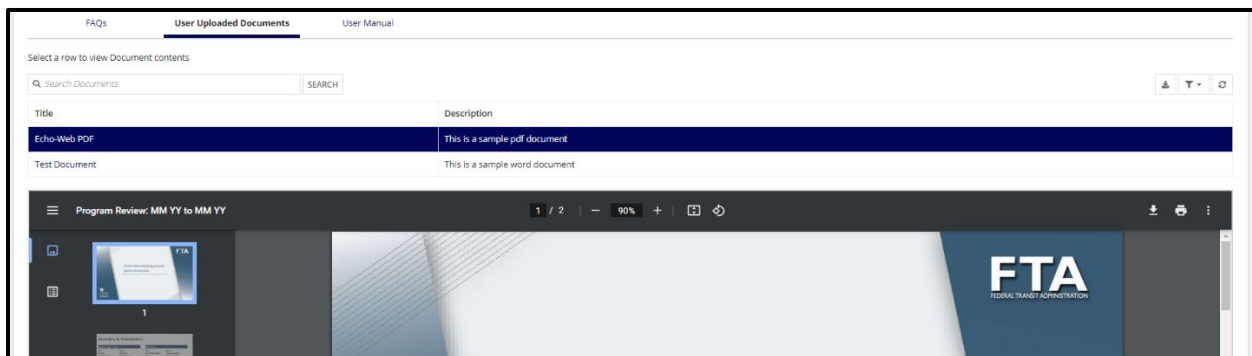 FAQs User Uploaded Documents User Manual
Select a row to view Document contents
Search Documents SEARCH
Title Description
Echo-Web PDF This is a sample pdf document
Test Document This is a sample word document
Program Review: MM YY to MM YY 1 / 2 90%
FTA
FTA
FEDERAL TRANSIT ADMINISTRATION
1